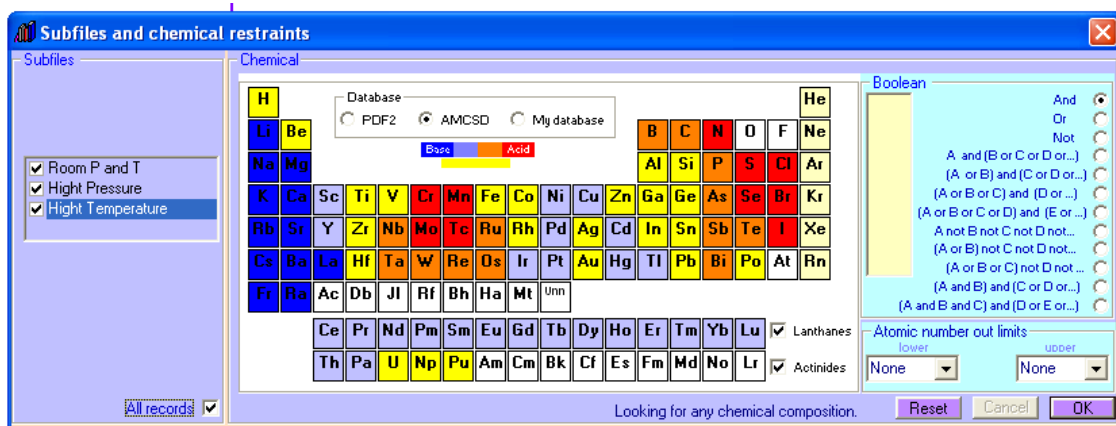 Subfiles and chemical restraints
Subfiles
Room P and T
Hight Pressure
Hight Temperature
All records
Chemical
Database
PDF2 AMCSD My database
Base Acid
H He
Li Be B C N O F Ne
Na Mg Al Si P S Cl Ar
K Ca Sc Ti V Cr Mn Fe Co Ni Cu Zn Ga Ge As Se Br Kr
Rb Sr Y Zr Nb Mo Tc Ru Rh Pd Ag Cd In Sn Sb Te I Xe
Cs Ba La Hf Ta W Re Os Ir Pt Au Hg Tl Pb Bi Po At Rn
Fr Ra Ac Db Jl Rf Bh Ha Mt Unn
Ce Pr Nd Pm Sm Eu Gd Tb Dy Ho Er Tm Yb Lu Lanthanes
Th Pa U Np Pu Am Cm Bk Cf Es Fm Md No Lr Actinides
Looking for any chemical composition.
Boolean
And
Or
Not
A and (B or C or D or...)
(A or B) and (C or D or...)
(A or B or C) and (D or...)
(A or B or C or D) and (E or ...)
A not B not C not D not...
(A or B) not C not D not...
(A or B or C) not D not ...
(A and B) and (C or D or...)
(A and B and C) and (D or E or...)
Atomic number out limits
lower upper
None None
Reset Cancel OK